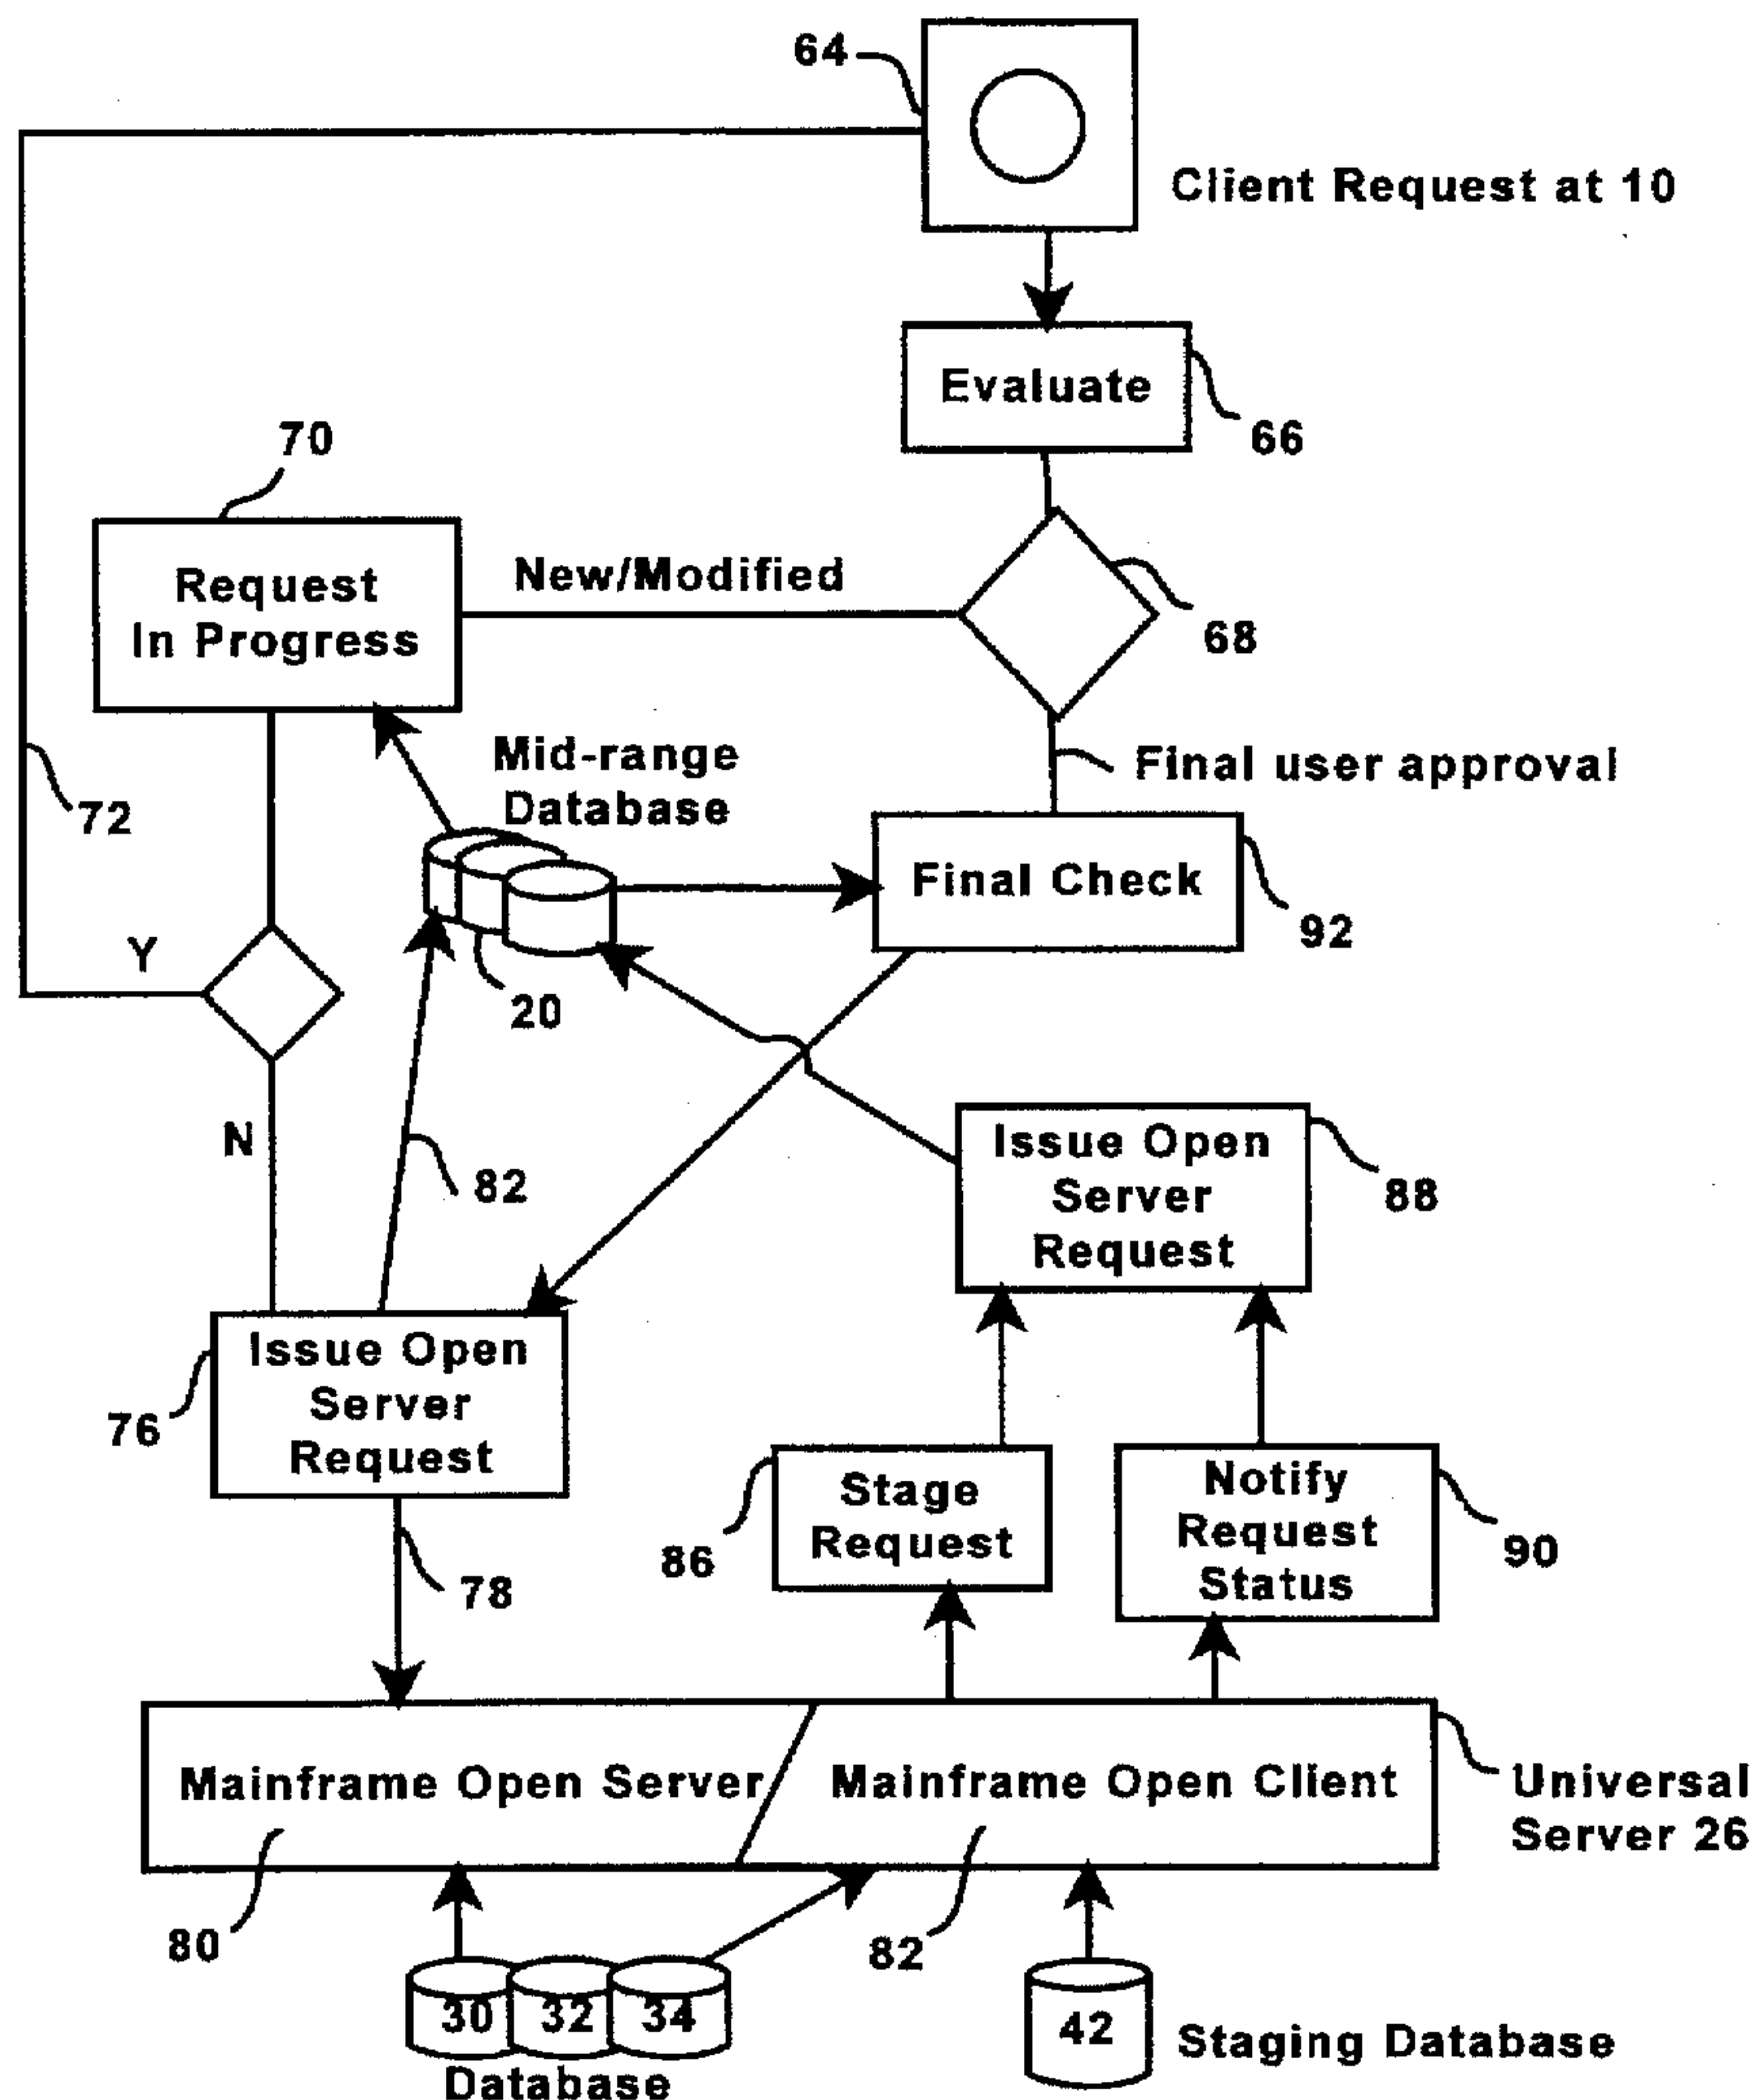 64
Client Request at 10
Evaluate
66
70
Request
In Progress
New/Modified
68
Mid-range
Database
Final user approval
72
Final Check
92
Y
20
N
82
Issue Open
Server
Request
88
Issue Open
Server
Request
76
78
Stage
Request
86
Notify
Request
Status
90
Mainframe Open Server
Mainframe Open Client
Universal
Server 26
80
82
30
32
34
Database
42
Staging Database